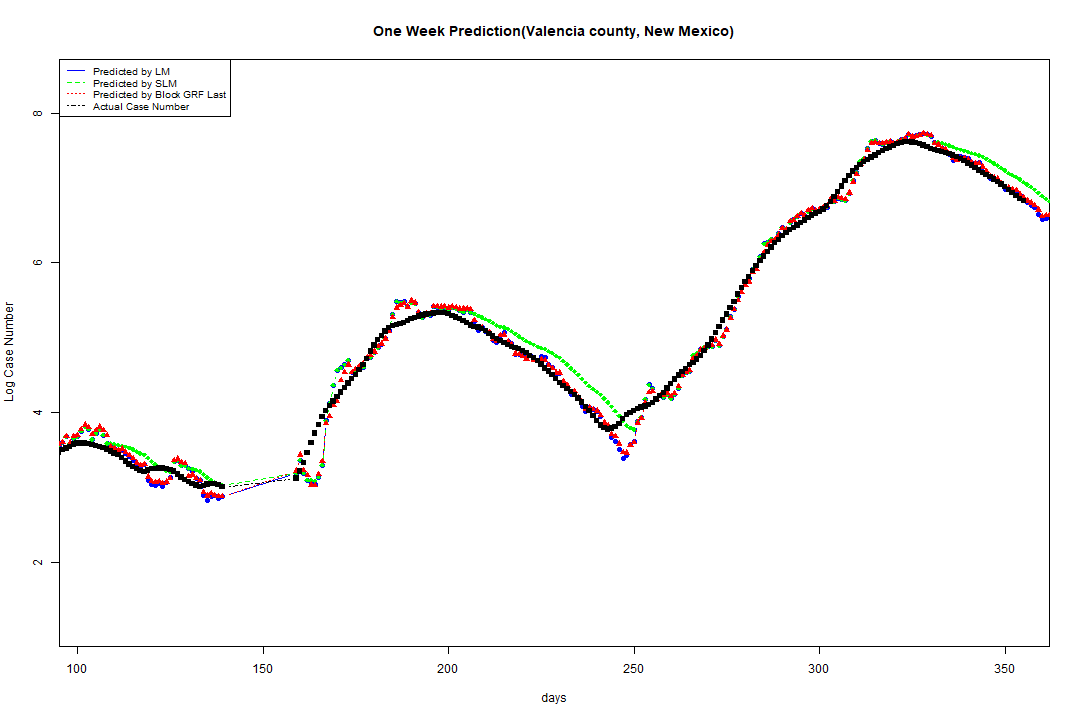 One Week Prediction(Valencia county, New Mexico)
Predicted by LM
Predicted by SLM
Predicted by Block GRF Last
Actual Case Number
8
6
4
2
Log Case Number
100 150 200 250 300 350
days